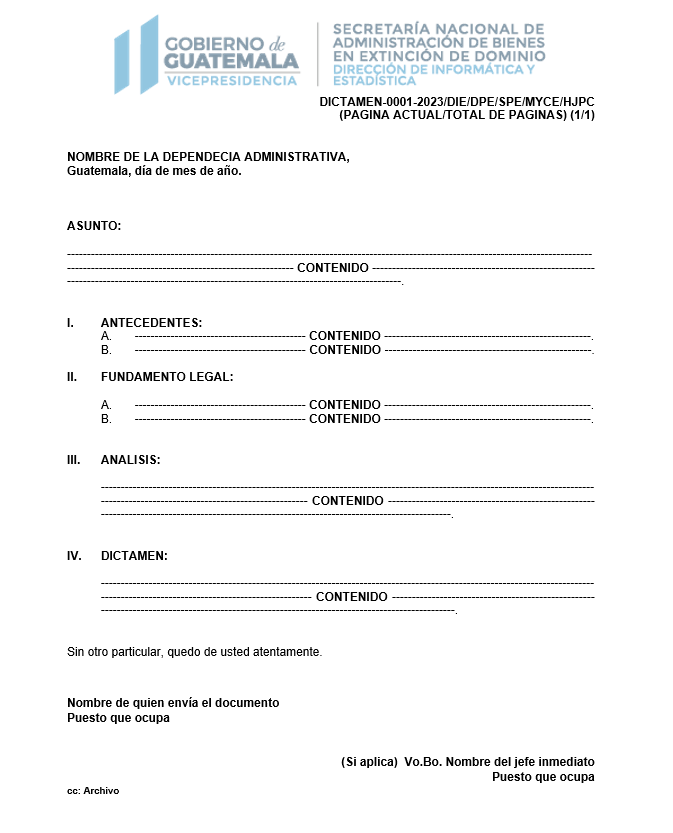 GOBIERNO de
GUATEMALA
VICEPRESIDENCIA
SECRETARÍA NACIONAL DE
ADMINISTRACIÓN DE BIENES
EN EXTINCIÓN DE DOMINIO
DIRECCIÓN DE INFORMÁTICA Y
ESTADÍSTICA
DICTAMEN-0001-2023/DIE/DPE/SPE/MYCE/HJPC
(PAGINA ACTUAL/TOTAL DE PAGINAS) (1/1)
NOMBRE DE LA DEPENDECIA ADMINISTRATIVA,
Guatemala, día de mes de año.
ASUNTO:
---------------------------------------------------------------------------------------------------------------------------
----------------------------------------------------- CONTENIDO ----------------------------------------------------
------------------------------------------------------------------------------.
I. ANTECEDENTES:
A. ---------------------------------------- CONTENIDO -------------------------------------------------.
B. ---------------------------------------- CONTENIDO -------------------------------------------------.
II. FUNDAMENTO LEGAL:
A. ---------------------------------------- CONTENIDO -------------------------------------------------.
B. ---------------------------------------- CONTENIDO -------------------------------------------------.
III. ANALISIS:
-------------------------------------------------------------------------------------------------------------------
------------------------------------------------- CONTENIDO ------------------------------------------------
----------------------------------------------------------------------------------.
IV. DICTAMEN:
-------------------------------------------------------------------------------------------------------------------
-------------------------------------------------- CONTENIDO -----------------------------------------------
-----------------------------------------------------------------------------------.
Sin otro particular, quedo de usted atentamente.
Nombre de quien envía el documento
Puesto que ocupa
(Si aplica) Vo.Bo. Nombre del jefe inmediato
Puesto que ocupa
cc: Archivo